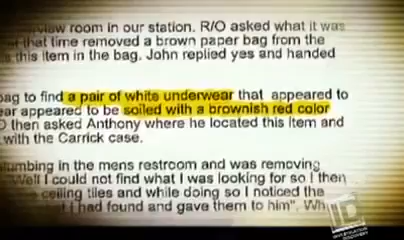 view room in our station. R/O asked what it was
that time removed a brown paper bag from the
this item in the bag. John replied yes and handed
bag to find a pair of white underwear that appeared to
ear appeared to be soiled with a brownish red color
then asked Anthony where he located this item and
with the Carrick case.
lumbing in the mens restroom and was removing
"Well I could not find what I was looking for so I then
ceiling tiles and while doing so I noticed the
t I had found and gave them to him". Wh
ID
INVESTIGATION
DISCOVERY